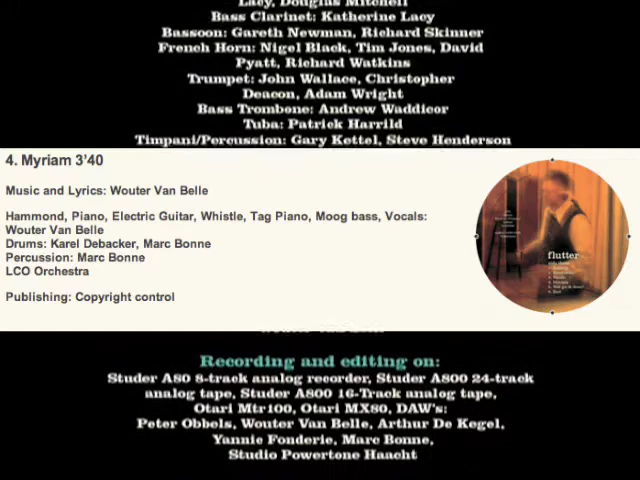 Lacy, Douglas Mitchell
Bass Clarinet: Katherine Lacy
Bassoon: Gareth Newman, Richard Skinner
French Horn: Nigel Black, Tim Jones, David
Pyatt, Richard Watkins
Trumpet: John Wallace, Christopher
Deacon, Adam Wright
Bass Trombone: Andrew Waddicor
Tuba: Patrick Harrild
Timpani/Percussion: Gary Kettel, Steve Henderson
4. Myriam 3’40
Music and Lyrics: Wouter Van Belle
Hammond, Piano, Electric Guitar, Whistle, Tag Piano, Moog bass, Vocals:
Wouter Van Belle
Drums: Karel Debacker, Marc Bonne
Percussion: Marc Bonne
LCO Orchestra
Publishing: Copyright control
flutter
Recording and editing on:
Studer A80 8-track analog recorder, Studer A800 24-track
analog tape, Studer A800 16-Track analog tape,
Otari Mtr100, Otari MX80, DAW's:
Peter Obbels, Wouter Van Belle, Arthur De Kegel,
Yannic Fonderie, Marc Bonne,
Studio Powertone Haacht